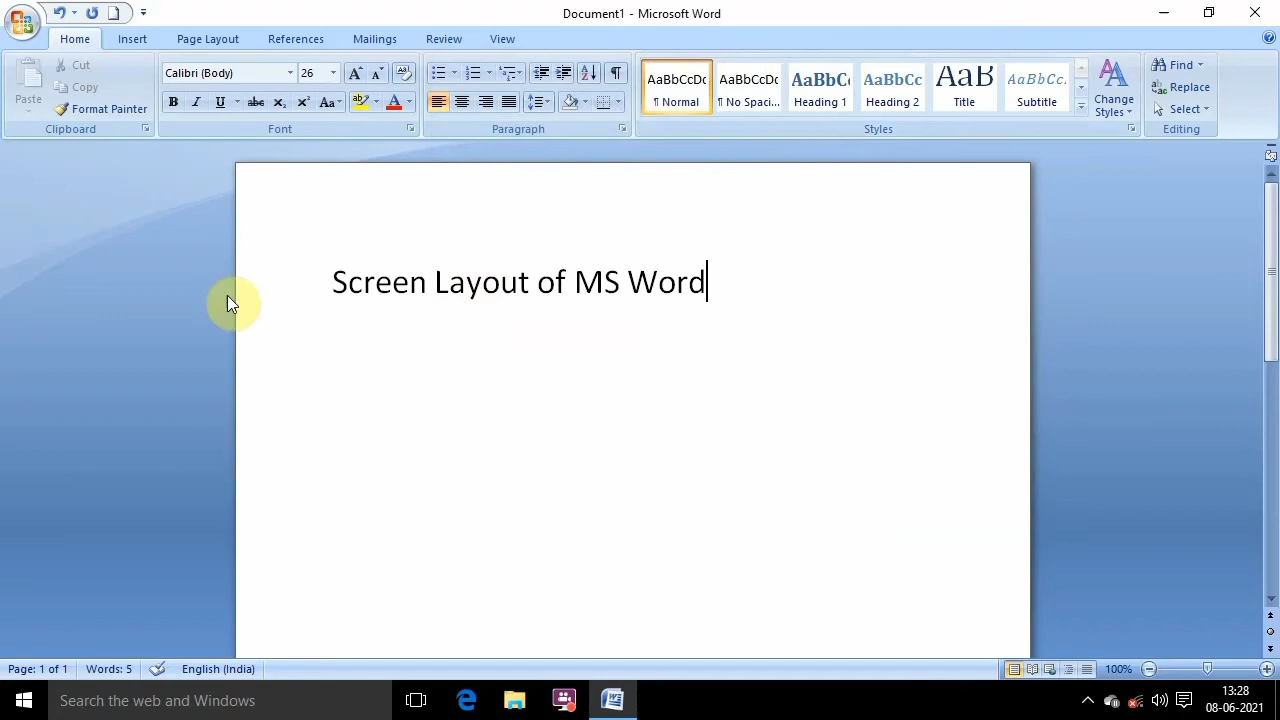 Document1 - Microsoft Word
Home Insert Page Layout References Mailings Review View
Paste
Cut
Copy
Format Painter
Clipboard
Calibri (Body) 26
B I U abc x₂ x² Aa
Font
Paragraph
AaBbCcDc AaBbCcDc AaBbC AaBbCc AaB AaBbCc.
¶ Normal ¶ No Spaci... Heading 1 Heading 2 Title Subtitle
Change
Styles
Styles
Find
Replace
Select
Editing
Screen Layout of MS Word
Page: 1 of 1 Words: 5 English (India) 100%
Search the web and Windows
13:28
08-06-2021